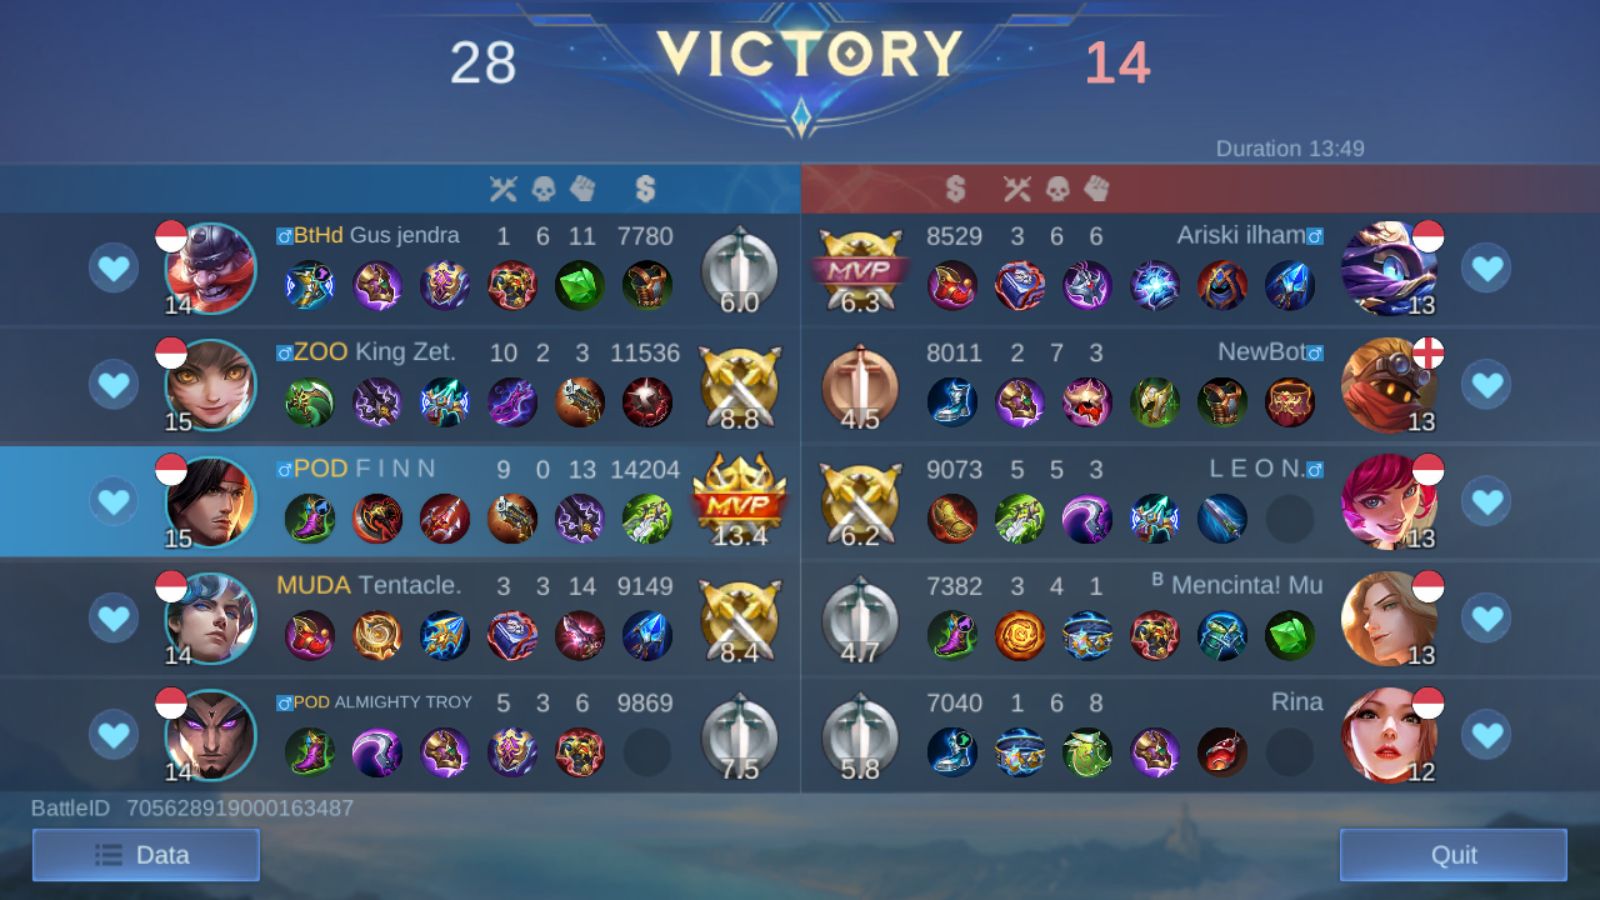 28 VICTORY 14
Duration 13:49
BtHd Gus jendra 1 6 11 7780
14 6.0
MVP 8529 3 6 6 Ariski ilham
6.3 13
ZOO King Zet. 10 2 3 11536
15 8.8
8011 2 7 3 NewBot
4.5 13
POD F I N N 9 0 13 14204 MVP
15 13.4
9073 5 5 3 L E O N.
6.2 13
MUDA Tentacle. 3 3 14 9149
14 8.4
7382 3 4 1 ᴮ Mencinta! Mu
4.7 13
POD ALMIGHTY TROY 5 3 6 9869
14 7.5
7040 1 6 8 Rina
5.8 12
BattleID 705628919000163487
Data
Quit